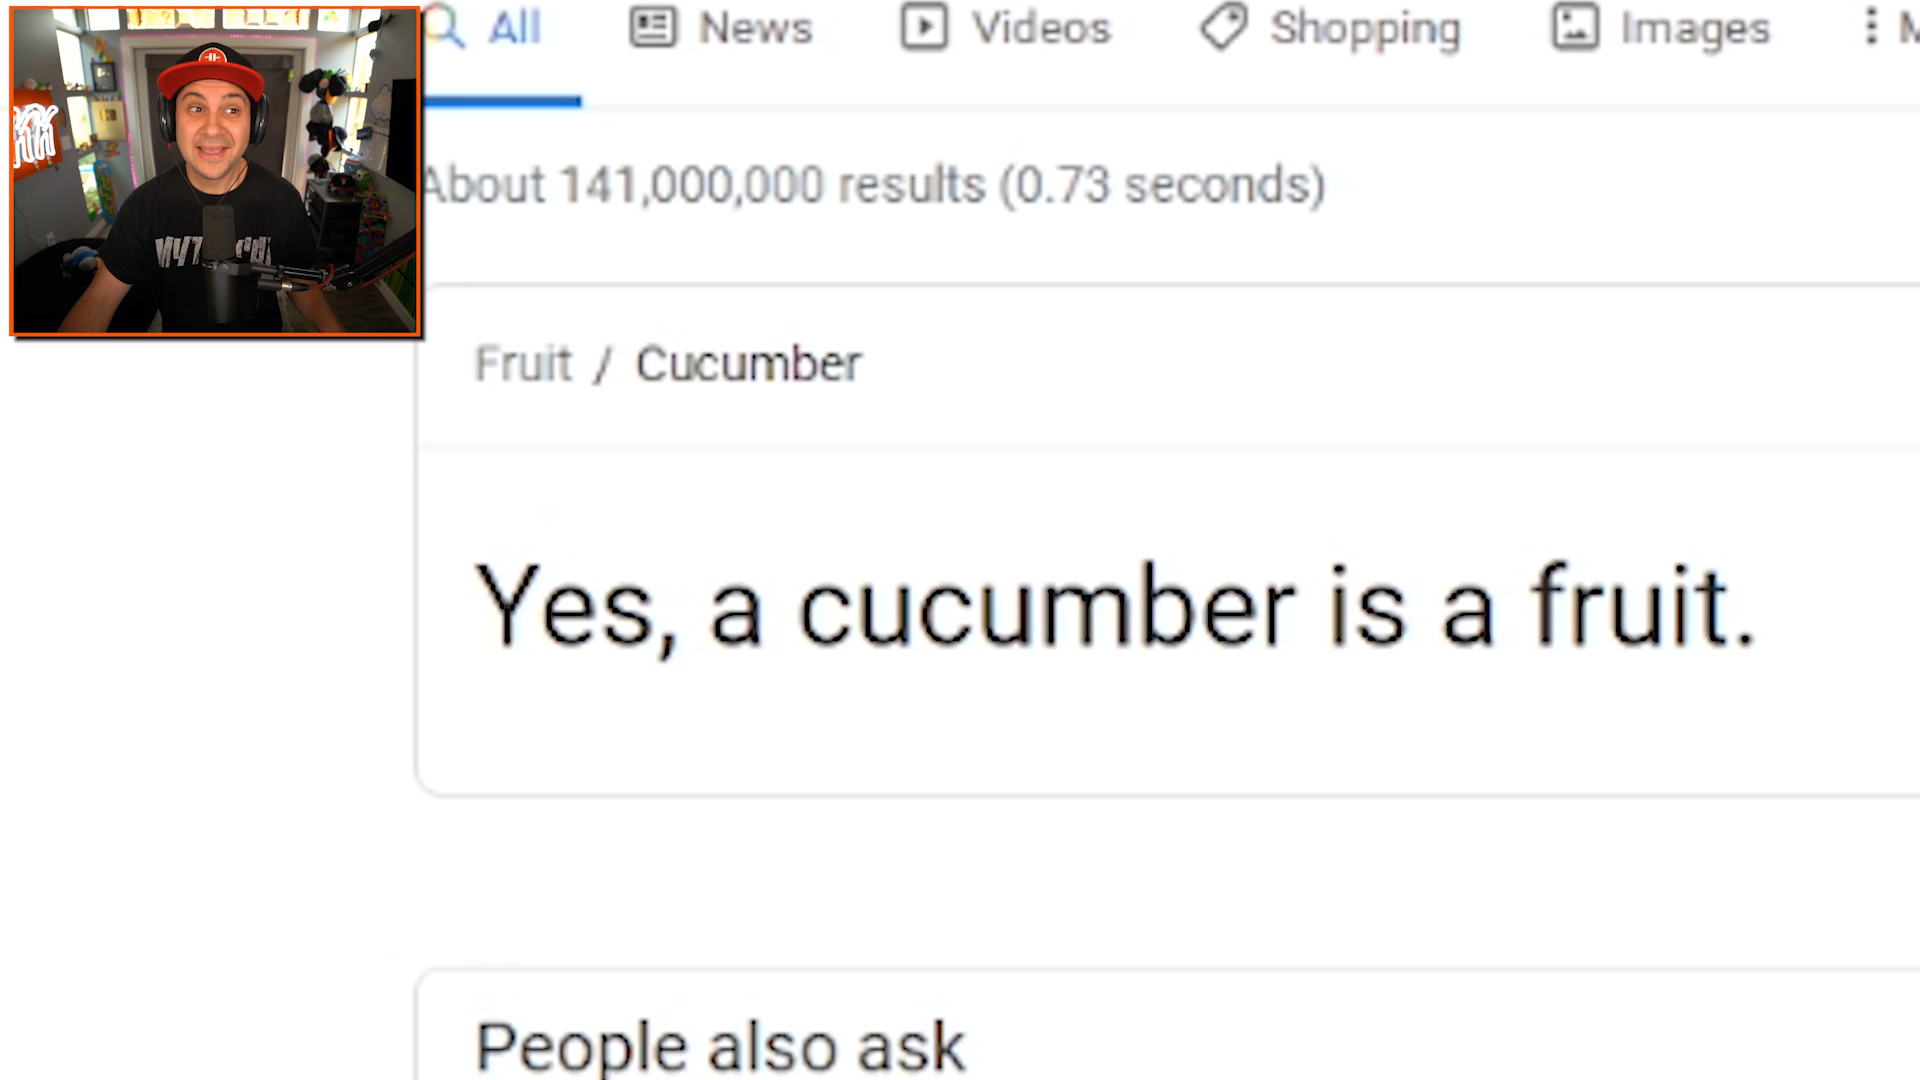 All News Videos Shopping Images
About 141,000,000 results (0.73 seconds)
Fruit / Cucumber
Yes, a cucumber is a fruit.
People also ask